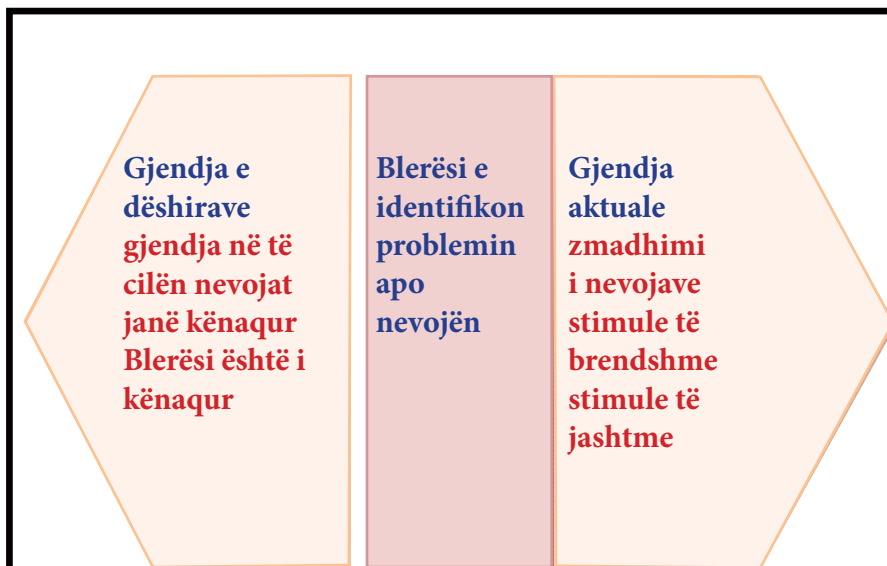 Gjendja e
dëshirave
gjendja në të
cilën nevojat
janë kënaqur
Blerësi është i
kënaqur
Blerësi e
identifikon
problemin
apo
nevojën
Gjendja
aktuale
zmadhimi
i nevojave
stimule të
brendshme
stimule të
jashtme